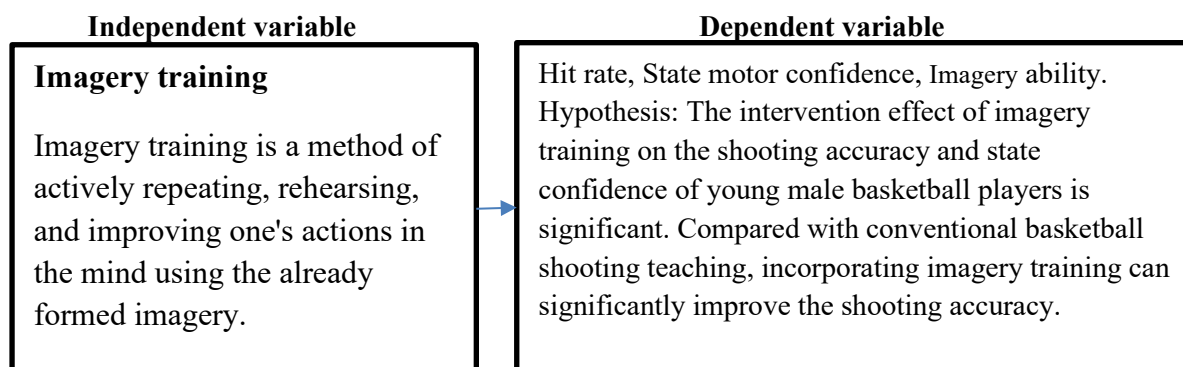 Independent variable
Dependent variable
Imagery training
Imagery training is a method of
actively repeating, rehearsing,
and improving one's actions in
the mind using the already
formed imagery.
Hit rate, State motor confidence, Imagery ability.
Hypothesis: The intervention effect of imagery
training on the shooting accuracy and state
confidence of young male basketball players is
significant. Compared with conventional basketball
shooting teaching, incorporating imagery training can
significantly improve the shooting accuracy.